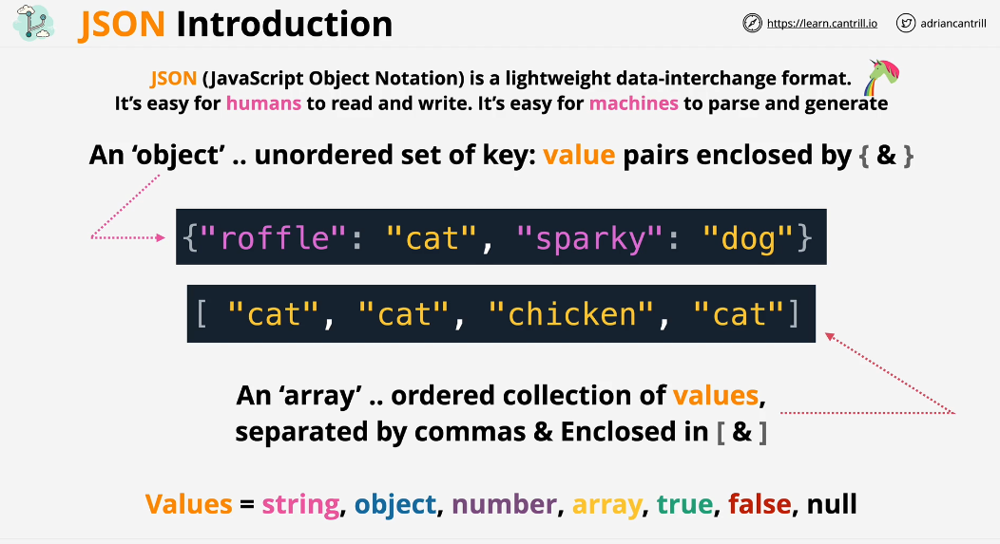 JSON Introduction
https://learn.cantrill.io
adriancantrill
JSON (JavaScript Object Notation) is a lightweight data-interchange format.
It’s easy for humans to read and write. It’s easy for machines to parse and generate
An ‘object’ .. unordered set of key: value pairs enclosed by { & }
{"roffle": "cat", "sparky": "dog"}
[ "cat", "cat", "chicken", "cat"]
An ‘array’ .. ordered collection of values,
separated by commas & Enclosed in [ & ]
Values = string, object, number, array, true, false, null